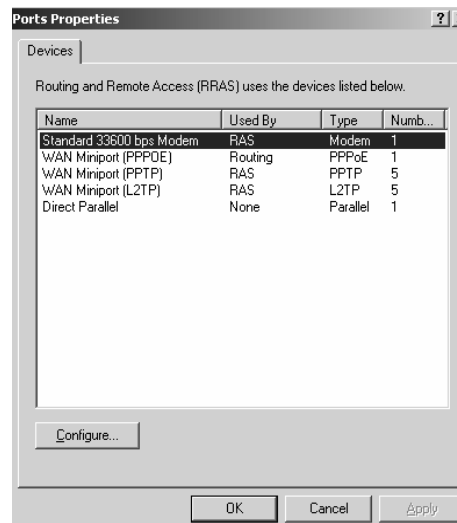 Ports Properties
Devices
Routing and Remote Access (RRAS) uses the devices listed below.
Name Used By Type Numb...
Standard 33600 bps Modem RAS Modem 1
WAN Miniport (PPPOE) Routing PPPoE 1
WAN Miniport (PPTP) RAS PPTP 5
WAN Miniport (L2TP) RAS L2TP 5
Direct Parallel None Parallel 1
Configure...
OK Cancel Apply